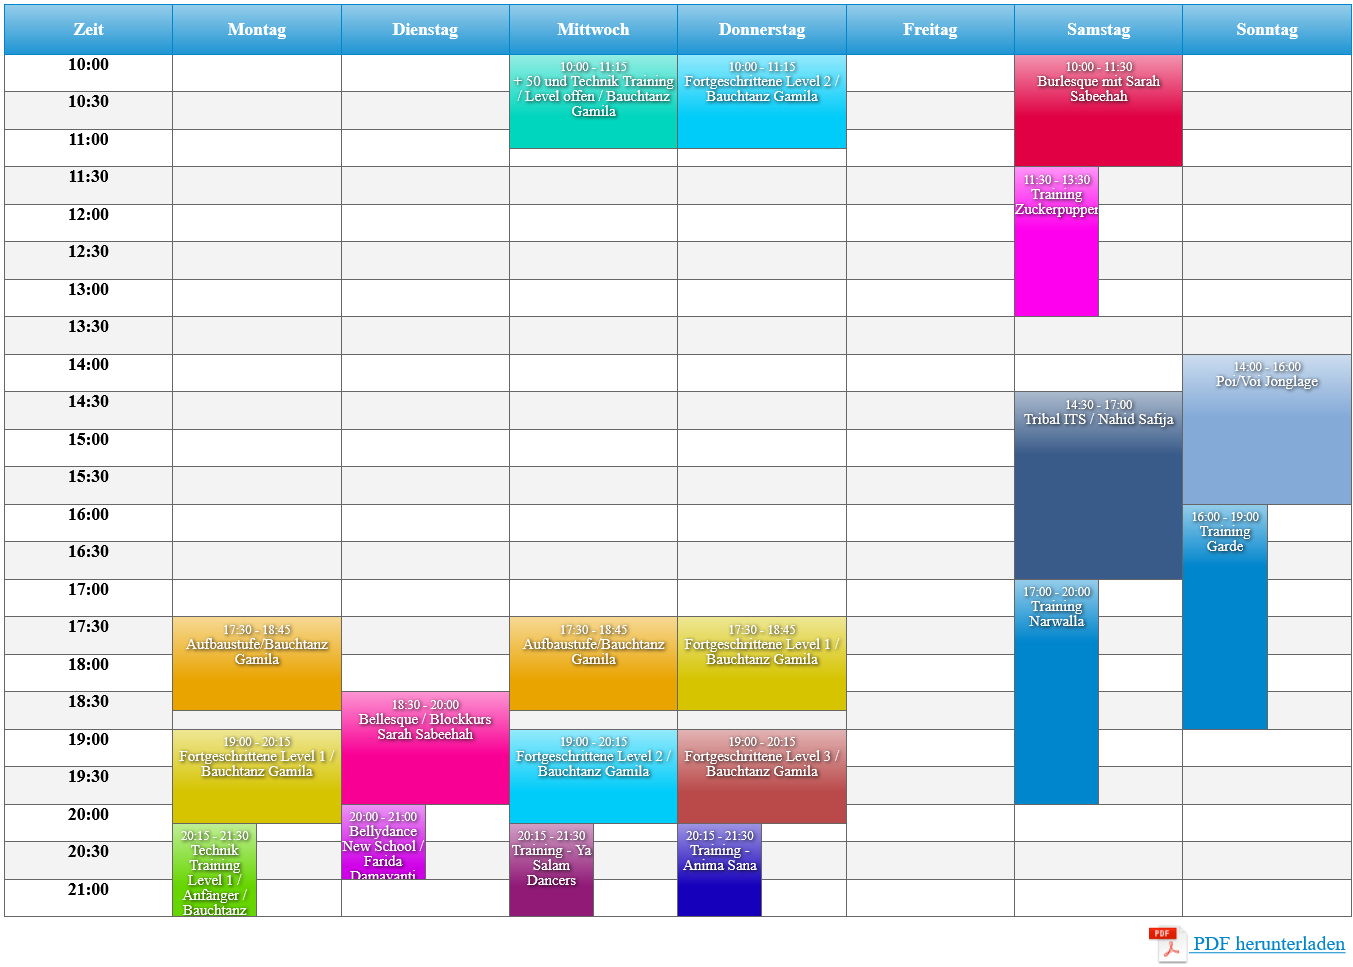 Zeit Montag Dienstag Mittwoch Donnerstag Freitag Samstag Sonntag
10:00
10:00 - 11:15
+ 50 und Technik Training
/ Level offen / Bauchtanz
Gamila
10:00 - 11:15
Fortgeschrittene Level 2 /
Bauchtanz Gamila
10:00 - 11:30
Burlesque mit Sarah
Sabeehah
10:30
11:00
11:30
11:30 - 13:30
Training
Zuckerpupper
12:00
12:30
13:00
13:30
14:00
14:00 - 16:00
Poi/Voi Jonglage
14:30
14:30 - 17:00
Tribal ITS / Nahid Safija
15:00
15:30
16:00
16:00 - 19:00
Training
Garde
16:30
17:00
17:00 - 20:00
Training
Narwalla
17:30
17:30 - 18:45
Aufbaustufe/Bauchtanz
Gamila
17:30 - 18:45
Aufbaustufe/Bauchtanz
Gamila
17:30 - 18:45
Fortgeschrittene Level 1 /
Bauchtanz Gamila
18:00
18:30
18:30 - 20:00
Bellesque / Blockkurs
Sarah Sabeehah
19:00
19:00 - 20:15
Fortgeschrittene Level 1 /
Bauchtanz Gamila
19:00 - 20:15
Fortgeschrittene Level 2 /
Bauchtanz Gamila
19:00 - 20:15
Fortgeschrittene Level 3 /
Bauchtanz Gamila
19:30
20:00
20:00 - 21:00
Bellydance
New School /
Farida
Damayanti
20:15 - 21:30
Technik
Training
Level 1 /
Anfänger /
Bauchtanz
20:15 - 21:30
Training - Ya
Salam
Dancers
20:15 - 21:30
Training -
Anima Sana
20:30
21:00
PDF
PDF herunterladen